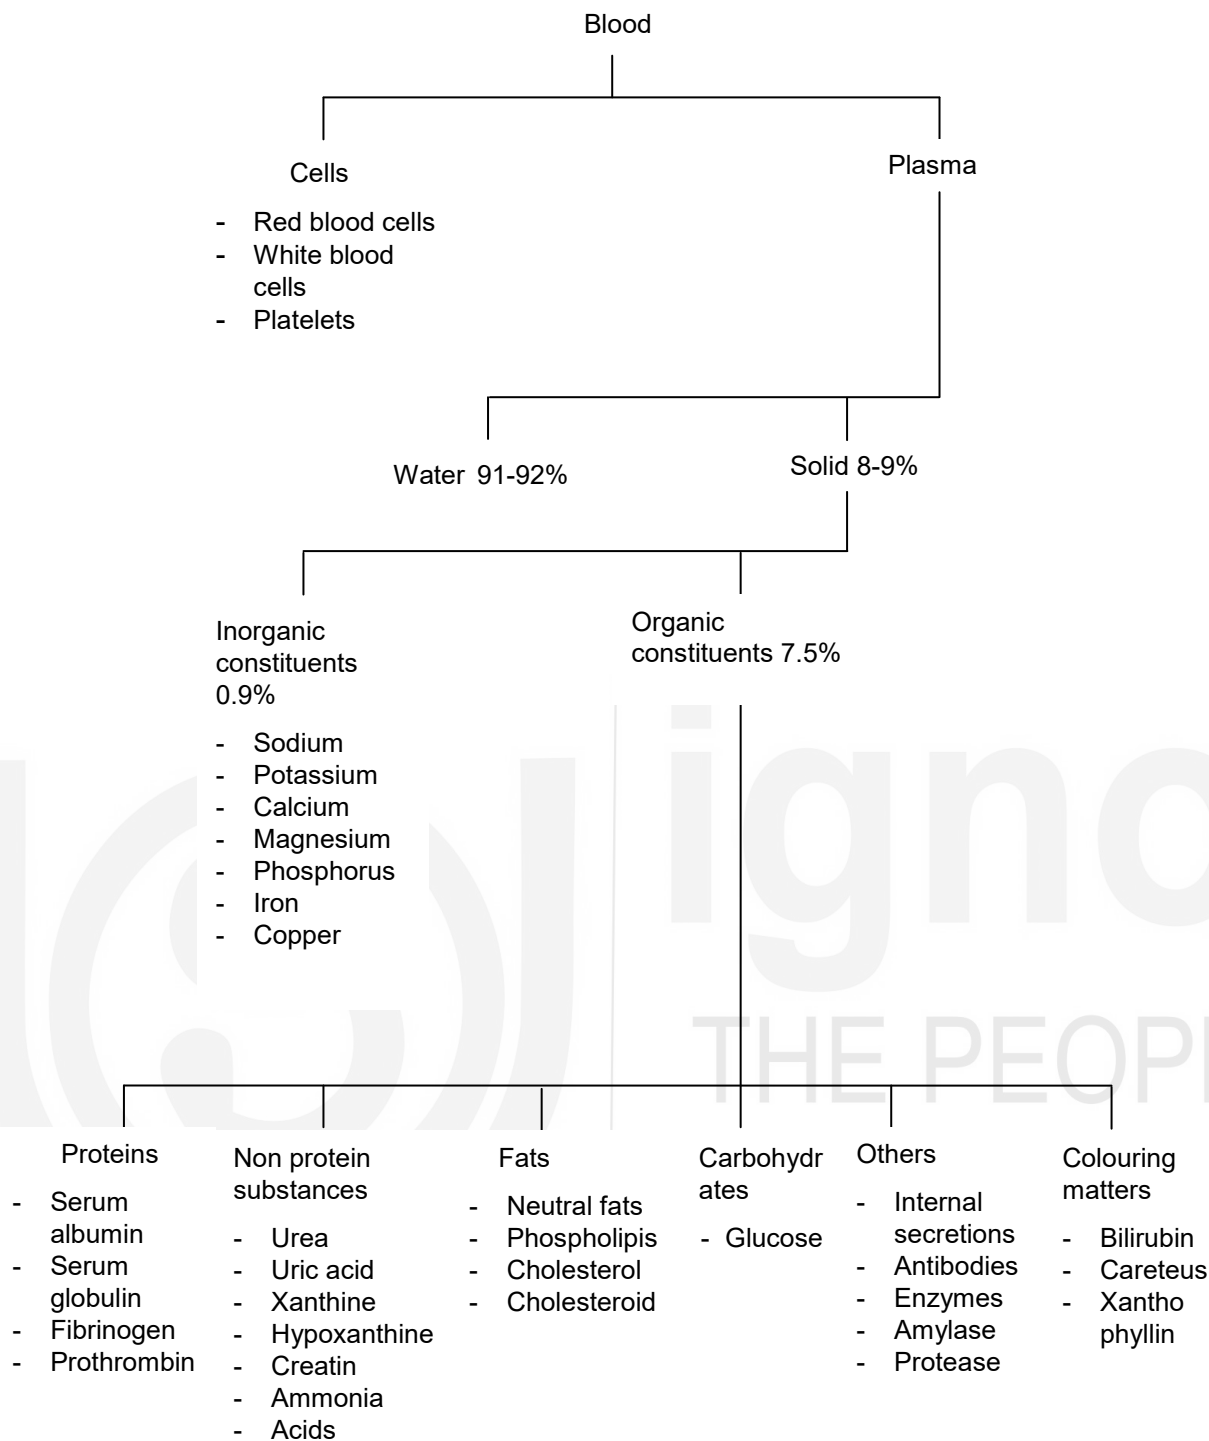 Blood
Cells
Plasma
- Red blood cells
- White blood
cells
- Platelets
Water 91-92%
Solid 8-9%
Inorganic
constituents
0.9%
Organic
constituents 7.5%
- Sodium
- Potassium
- Calcium
- Magnesium
- Phosphorus
- Iron
- Copper
igno
THE PEOP
Proteins
- Serum
albumin
- Serum
globulin
- Fibrinogen
- Prothrombin
Non protein
substances
- Urea
- Uric acid
- Xanthine
- Hypoxanthine
- Creatin
- Ammonia
- Acids
Fats
- Neutral fats
- Phospholipis
- Cholesterol
- Cholesteroid
Carbohydr
ates
- Glucose
Others
- Internal
secretions
- Antibodies
- Enzymes
- Amylase
- Protease
Colouring
matters
- Bilirubin
- Careteus
- Xantho
phyllin